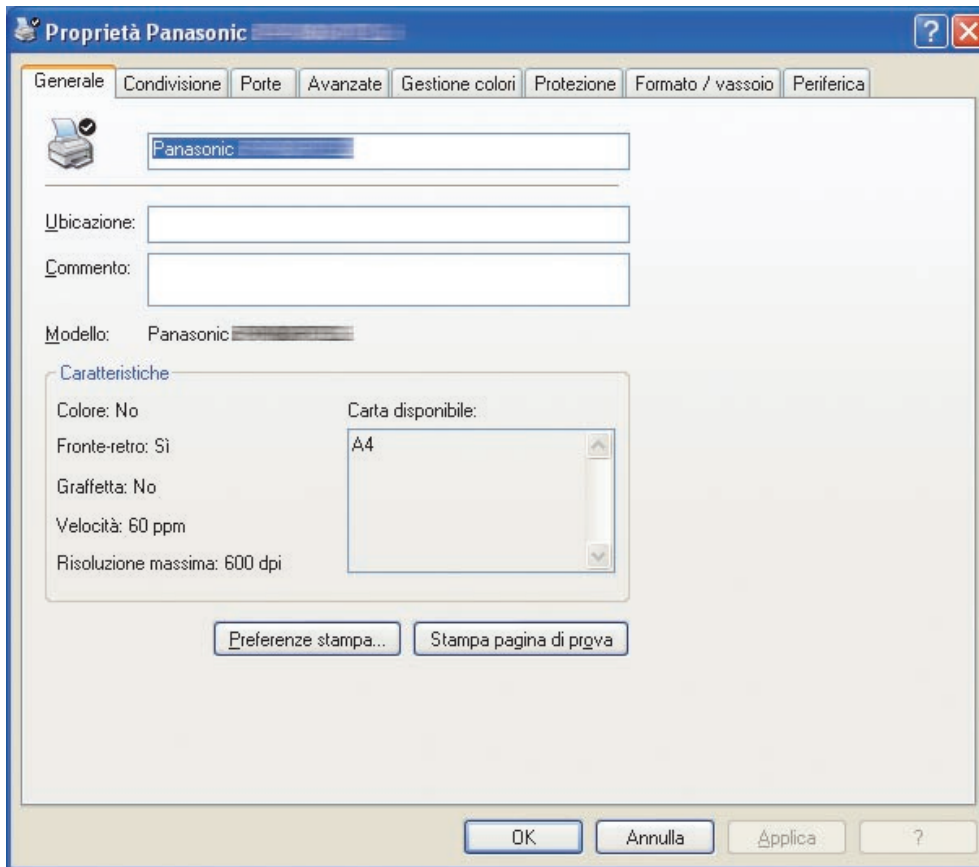 Proprietà Panasonic
Generale Condivisione Porte Avanzate Gestione colori Protezione Formato / vassoio Periferica
Panasonic
Ubicazione:
Commento:
Modello: Panasonic
Caratteristiche
Colore: No
Fronte-retro: Sì
Graffetta: No
Velocità: 60 ppm
Risoluzione massima: 600 dpi
Carta disponibile:
A4
Preferenze stampa... Stampa pagina di prova
OK Annulla Applica ?